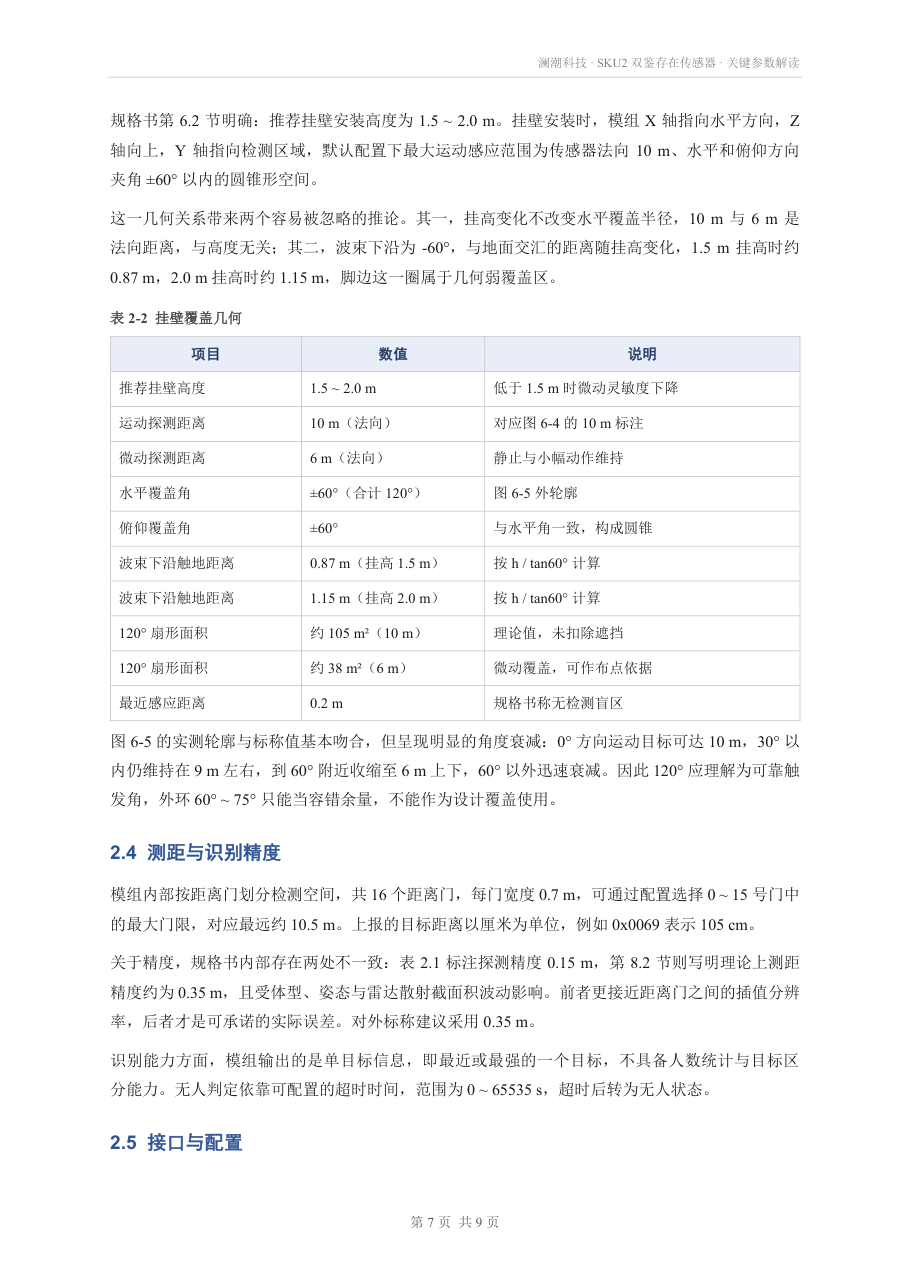 澜潮科技 · SKU2 双鉴存在传感器 · 关键参数解读
规格书第 6.2 节明确：推荐挂壁安装高度为 1.5 ~ 2.0 m。挂壁安装时，模组 X 轴指向水平方向，Z
轴向上，Y 轴指向检测区域，默认配置下最大运动感应范围为传感器法向 10 m、水平和俯仰方向
夹角 ±60° 以内的圆锥形空间。
这一几何关系带来两个容易被忽略的推论。其一，挂高变化不改变水平覆盖半径，10 m 与 6 m 是
法向距离，与高度无关；其二，波束下沿为 -60°，与地面交汇的距离随挂高变化，1.5 m 挂高时约
0.87 m，2.0 m 挂高时约 1.15 m，脚边这一圈属于几何弱覆盖区。
表 2-2 挂壁覆盖几何
项目 数值 说明
推荐挂壁高度 1.5 ~ 2.0 m 低于 1.5 m 时微动灵敏度下降
运动探测距离 10 m（法向） 对应图 6-4 的 10 m 标注
微动探测距离 6 m（法向） 静止与小幅动作维持
水平覆盖角 ±60°（合计 120°） 图 6-5 外轮廓
俯仰覆盖角 ±60° 与水平角一致，构成圆锥
波束下沿触地距离 0.87 m（挂高 1.5 m） 按 h / tan60° 计算
波束下沿触地距离 1.15 m（挂高 2.0 m） 按 h / tan60° 计算
120° 扇形面积 约 105 m²（10 m） 理论值，未扣除遮挡
120° 扇形面积 约 38 m²（6 m） 微动覆盖，可作布点依据
最近感应距离 0.2 m 规格书称无检测盲区
图 6-5 的实测轮廓与标称值基本吻合，但呈现明显的角度衰减：0° 方向运动目标可达 10 m，30° 以
内仍维持在 9 m 左右，到 60° 附近收缩至 6 m 上下，60° 以外迅速衰减。因此 120° 应理解为可靠触
发角，外环 60° ~ 75° 只能当容错余量，不能作为设计覆盖使用。
2.4 测距与识别精度
模组内部按距离门划分检测空间，共 16 个距离门，每门宽度 0.7 m，可通过配置选择 0 ~ 15 号门中
的最大门限，对应最远约 10.5 m。上报的目标距离以厘米为单位，例如 0x0069 表示 105 cm。
关于精度，规格书内部存在两处不一致：表 2.1 标注探测精度 0.15 m，第 8.2 节则写明理论上测距
精度约为 0.35 m，且受体型、姿态与雷达散射截面积波动影响。前者更接近距离门之间的插值分辨
率，后者才是可承诺的实际误差。对外标称建议采用 0.35 m。
识别能力方面，模组输出的是单目标信息，即最近或最强的一个目标，不具备人数统计与目标区
分能力。无人判定依靠可配置的超时时间，范围为 0 ~ 65535 s，超时后转为无人状态。
2.5 接口与配置
第 7 页 共 9 页